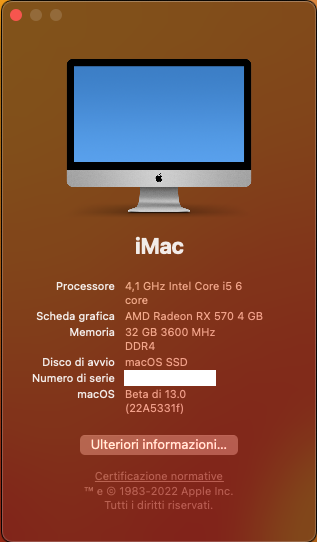 iMac
Processore 4,1 GHz Intel Core i5 6
core
Scheda grafica AMD Radeon RX 570 4 GB
Memoria 32 GB 3600 MHz
DDR4
Disco di avvio macOS SSD
Numero di serie
macOS Beta di 13.0
(22A5331f)
Ulteriori informazioni...
Certificazione normative
™ e © 1983-2022 Apple Inc.
Tutti i diritti riservati.